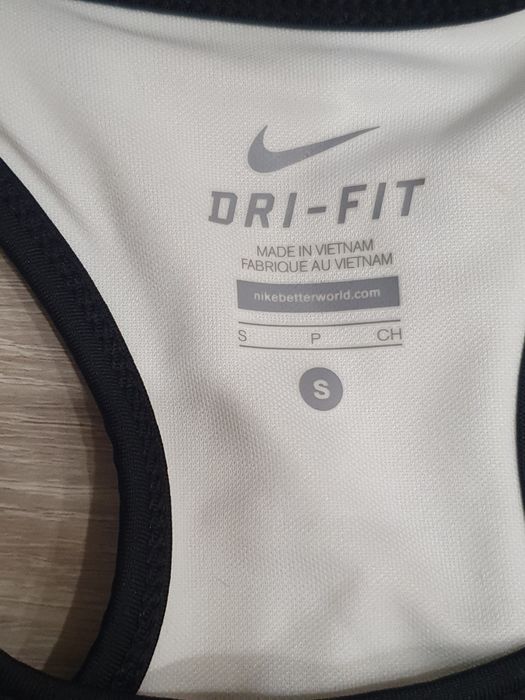 DRI-FIT
MADE IN VIETNAM
FABRIQUE AU VIETNAM
nikebetterworld.com
S P CH
S